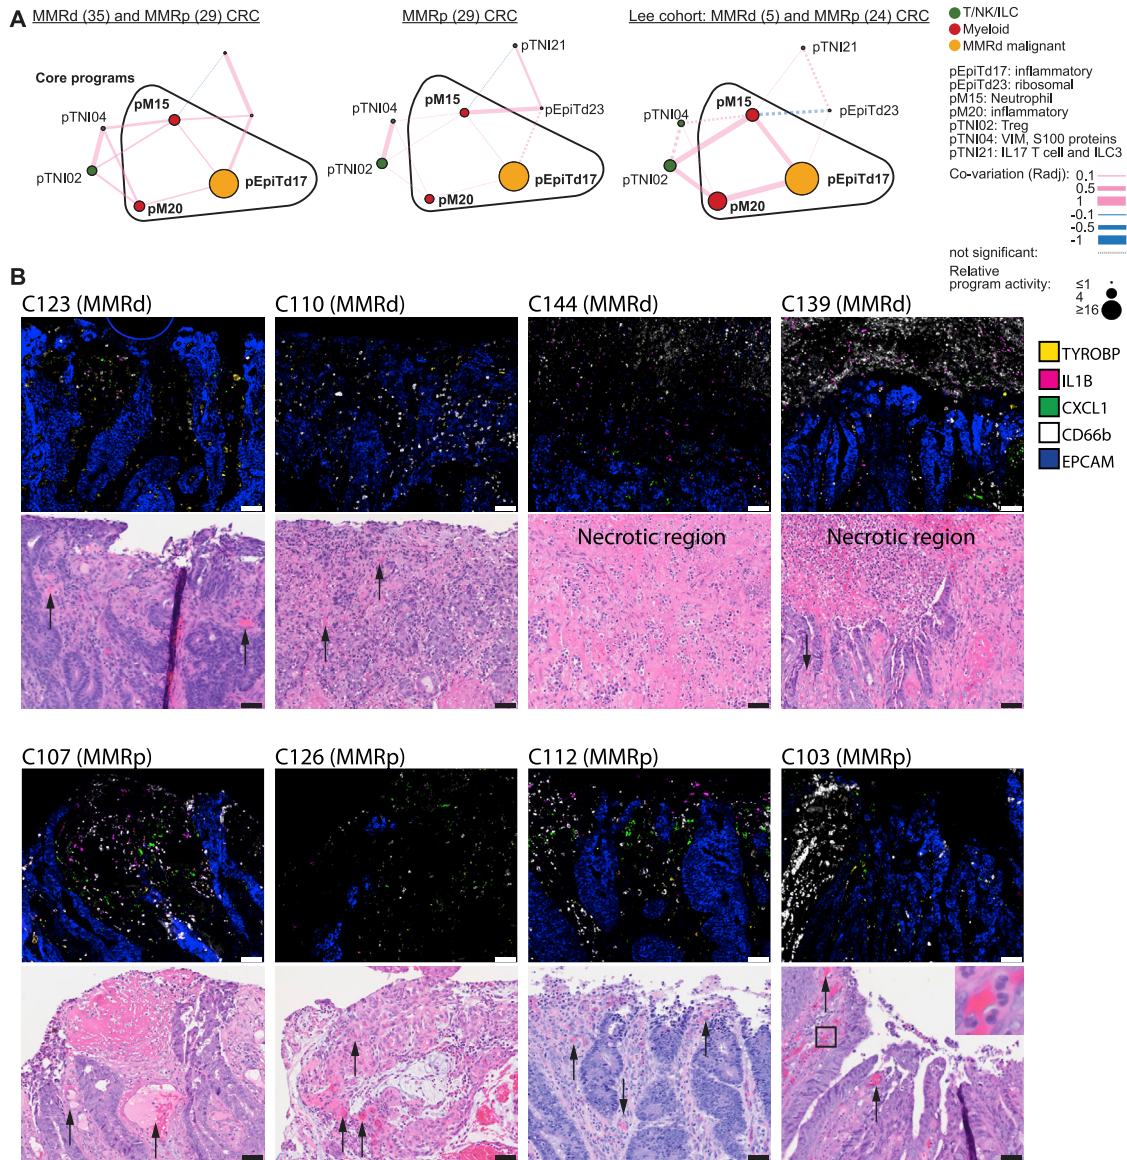 A
MMRd (35) and MMRp (29) CRC
MMRp (29) CRC
Lee cohort: MMRd (5) and MMRp (24) CRC
Core programs
pM15
pTNI04
pTNI02
pM20
pEpiTd17
pTNI21
pM15
pEpiTd23
pTNI04
pTNI02
pM20
pEpiTd17
pTNI21
pM15
pEpiTd23
pTNI04
pTNI02
pM20
pEpiTd17
T/NK/ILC
Myeloid
MMRd malignant
pEpiTd17: inflammatory
pEpiTd23: ribosomal
pM15: Neutrophil
pM20: inflammatory
pTNI02: Treg
pTNI04: VIM, S100 proteins
pTNI21: IL17 T cell and ILC3
Co-variation (Radj): 0.1
0.5
1
-0.1
-0.5
-1
not significant:
Relative
program activity:
≤1
4
≥16
B
C123 (MMRd)
C110 (MMRd)
C144 (MMRd)
C139 (MMRd)
TYROBP
IL1B
CXCL1
CD66b
EPCAM
Necrotic region
Necrotic region
C107 (MMRp)
C126 (MMRp)
C112 (MMRp)
C103 (MMRp)